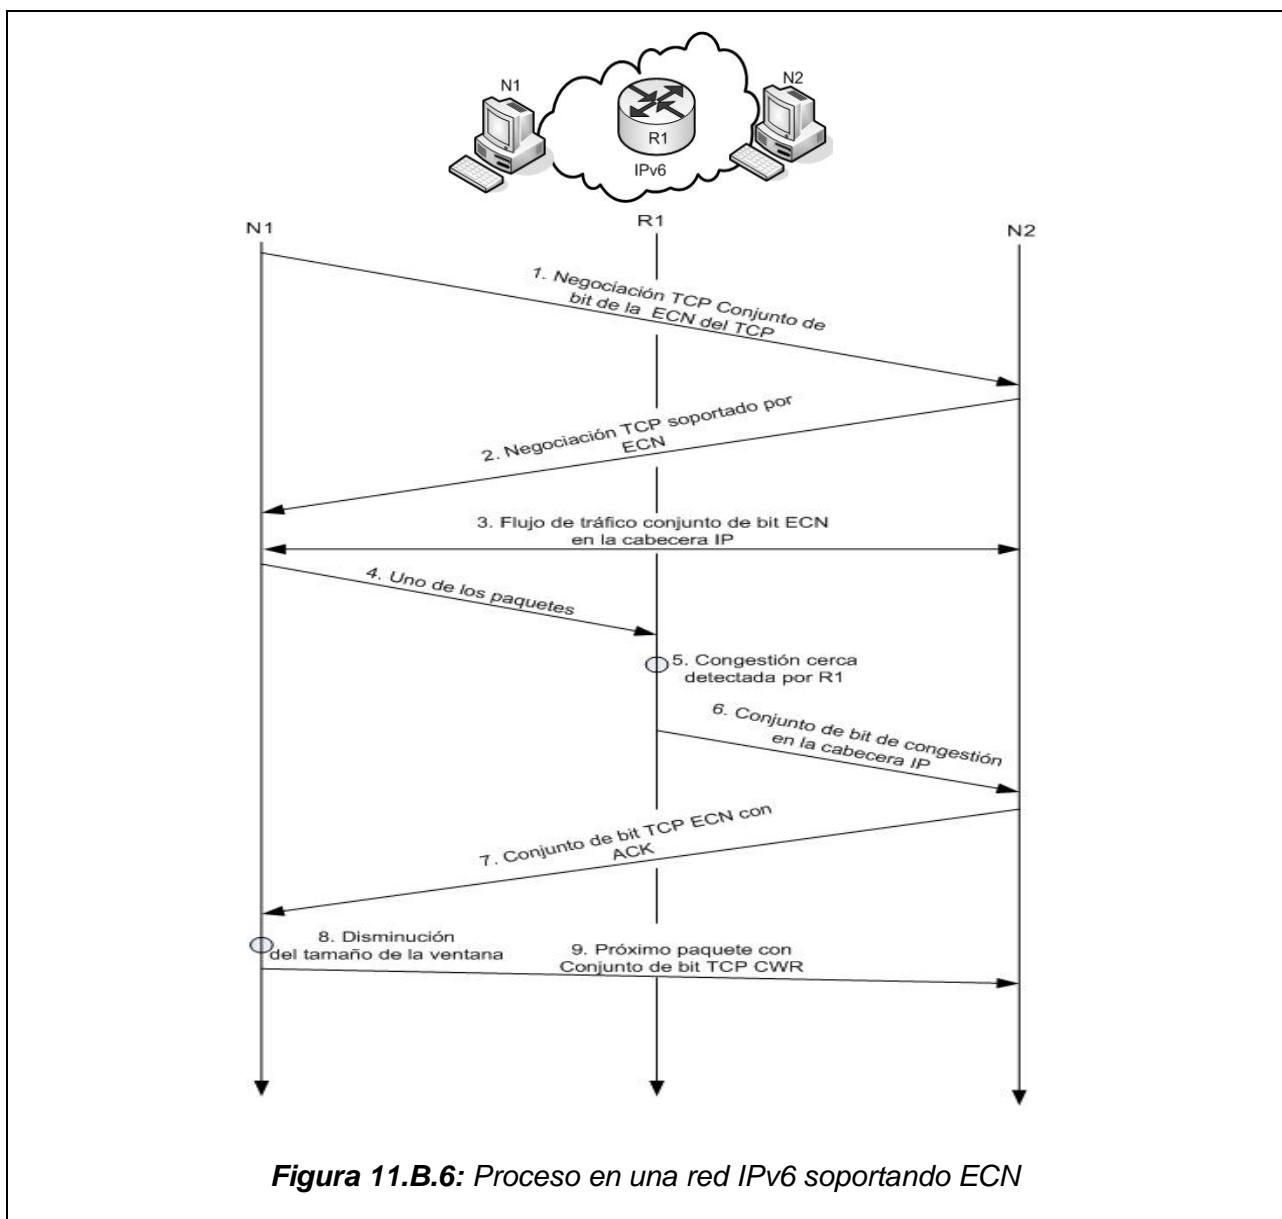 N1
N2
R1
IPv6
N1
R1
N2
1. Negociación TCP Conjunto de
bit de la ECN del TCP
2. Negociación TCP soportado por
ECN
3. Flujo de tráfico conjunto de bit ECN
en la cabecera IP
4. Uno de los paquetes
5. Congestión cerca
detectada por R1
6. Conjunto de bit de congestión
en la cabecera IP
7. Conjunto de bit TCP ECN con
ACK
8. Disminución
del tamaño de la ventana
9. Próximo paquete con
Conjunto de bit TCP CWR
Figura 11.B.6: Proceso en una red IPv6 soportando ECN